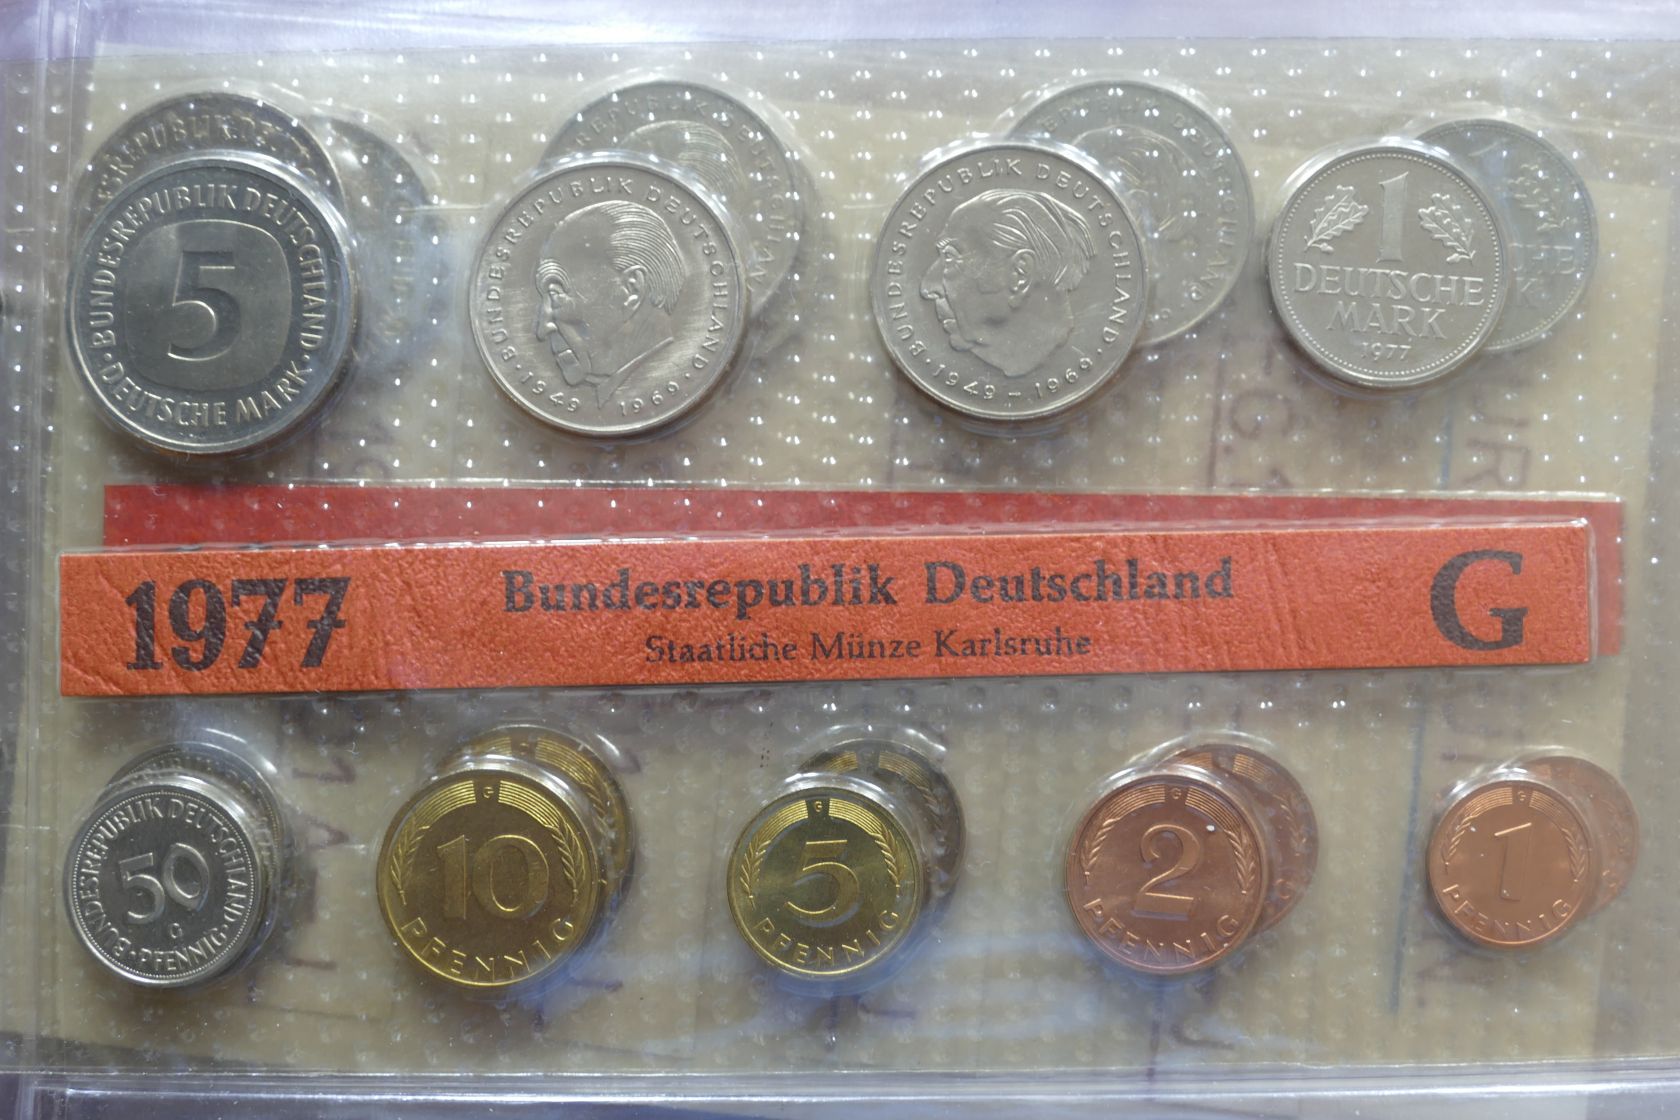 BUNDESREPUBLIK DEUTSCHLAND
5
DEUTSCHE MARK
BUNDESREPUBLIK DEUTSCHLAND
1949 1969
BUNDESREPUBLIK DEUTSCHLAND
1949 – 1969
1
DEUTSCHE
MARK
1977
1977 Bundesrepublik Deutschland G
Staatliche Münze Karlsruhe
BUNDESREPUBLIK DEUTSCHLAND
50
G
PFENNIG
G
10
PFENNIG
G
5
PFENNIG
G
2
PFENNIG
G
1
PFENNIG